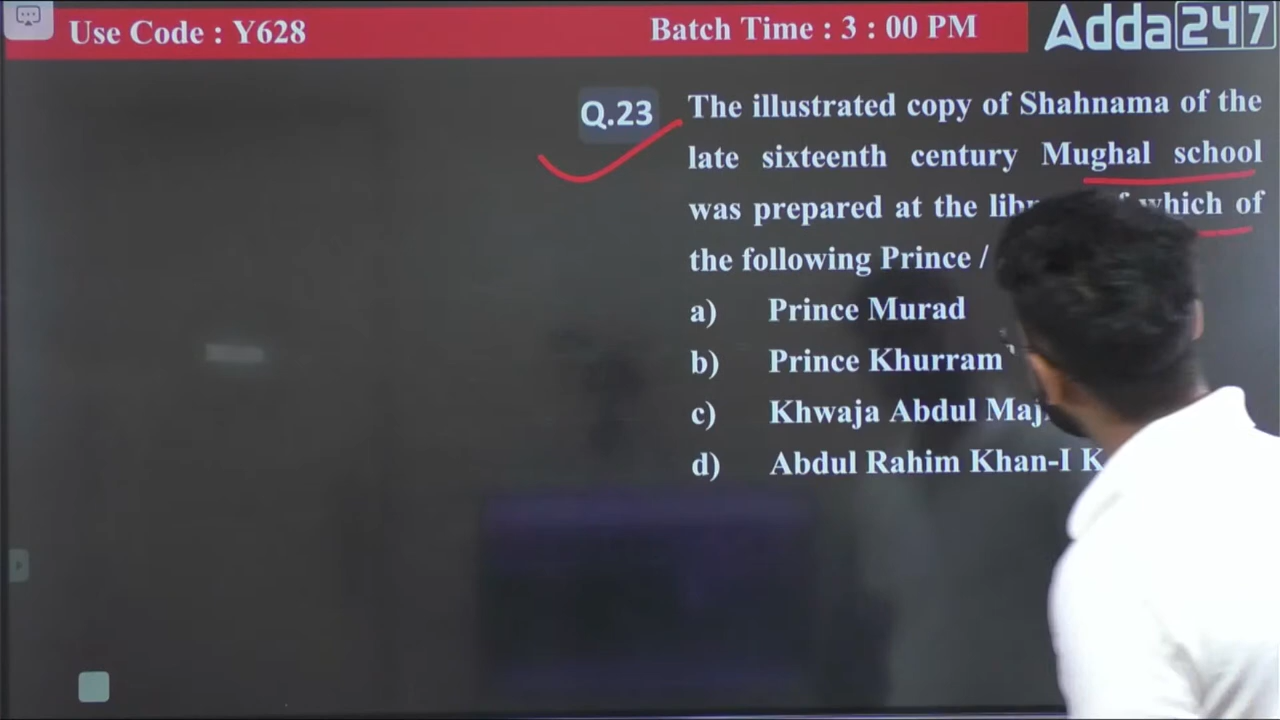 Use Code : Y628
Batch Time : 3 : 00 PM
Adda247
Q.23
The illustrated copy of Shahnama of the
late sixteenth century Mughal school
was prepared at the which of
the following Prince /
a) Prince Murad
b) Prince Khurram
c) Khwaja Abdul
d) Abdul Rahim Khan-I